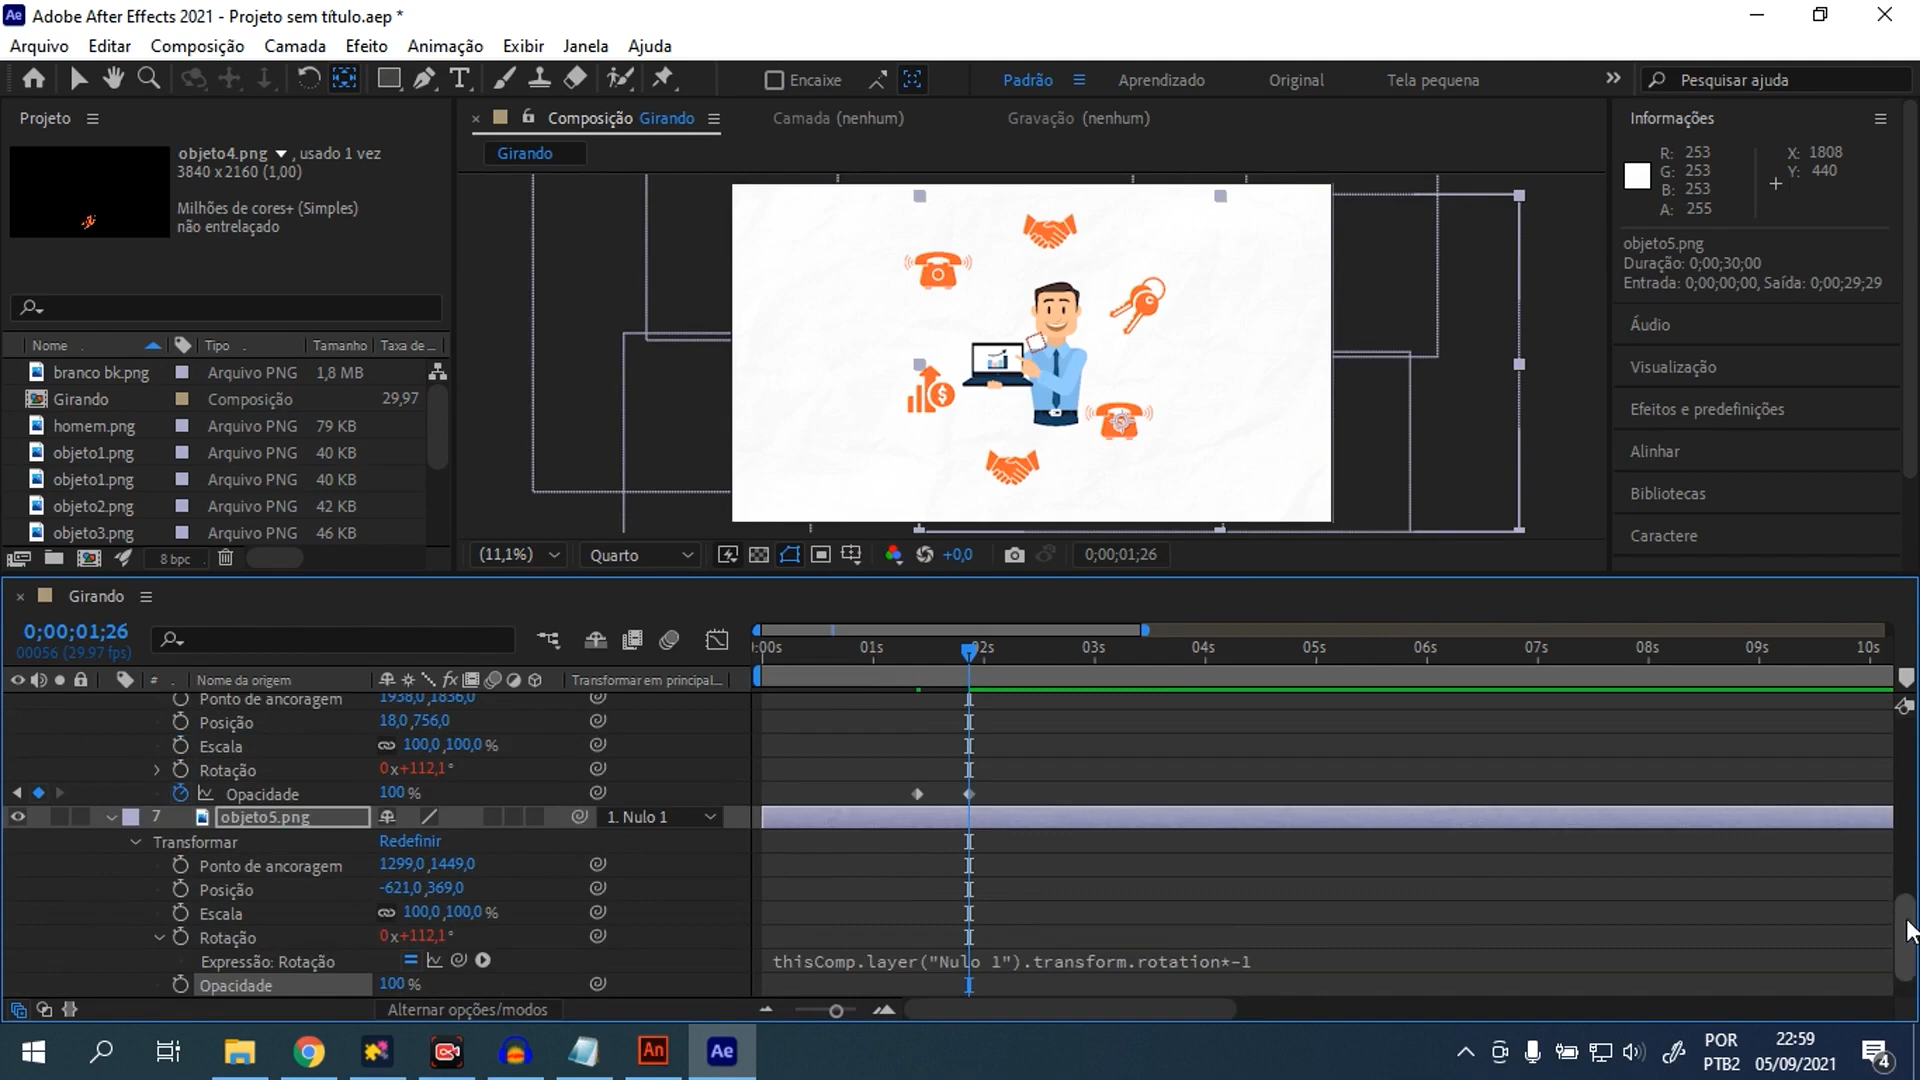 Adobe After Effects 2021 - Projeto sem título.aep *
Arquivo Editar Composição Camada Efeito Animação Exibir Janela Ajuda
Encaixe Padrão Aprendizado Original Tela pequena Pesquisar ajuda
Projeto
objeto4.png , usado 1 vez
3840 x 2160 (1,00)
Milhões de cores+ (Simples)
não entrelaçado
Nome Tipo Tamanho Taxa de ...
branco bk.png Arquivo PNG 1,8 MB
Girando Composição 29,97
homem.png Arquivo PNG 79 KB
objeto1.png Arquivo PNG 40 KB
objeto1.png Arquivo PNG 40 KB
objeto2.png Arquivo PNG 42 KB
objeto3.png Arquivo PNG 46 KB
8 bpc
Composição Girando Camada (nenhum) Gravação (nenhum)
Girando
(11,1%) Quarto +0,0 0;00;01;26
Informações
R: 253 X: 1808
G: 253 Y: 440
B: 253
A: 255
objeto5.png
Duração: 0;00;30;00
Entrada: 0;00;00;00, Saída: 0;00;29;29
Áudio
Visualização
Efeitos e predefinições
Alinhar
Bibliotecas
Caractere
Girando
0;00;01;26
00056 (29.97 fps)
:00s 01s 02s 03s 04s 05s 06s 07s 08s 09s 10s
# Nome da origem Transformar em principal...
Ponto de ancoragem 1938,0 ,1836,0
Posição 18,0 ,756,0
Escala 100,0 ,100,0 %
Rotação 0x+112,1°
Opacidade 100 %
7 objeto5.png 1. Nulo 1
Transformar Redefinir
Ponto de ancoragem 1299,0 ,1449,0
Posição -621,0 ,369,0
Escala 100,0 ,100,0 %
Rotação 0x+112,1°
Expressão: Rotação thisComp.layer("Nulo 1").transform.rotation*-1
Opacidade 100 %
Alternar opções/modos
An Ae
POR 22:59
PTB2 05/09/2021 4